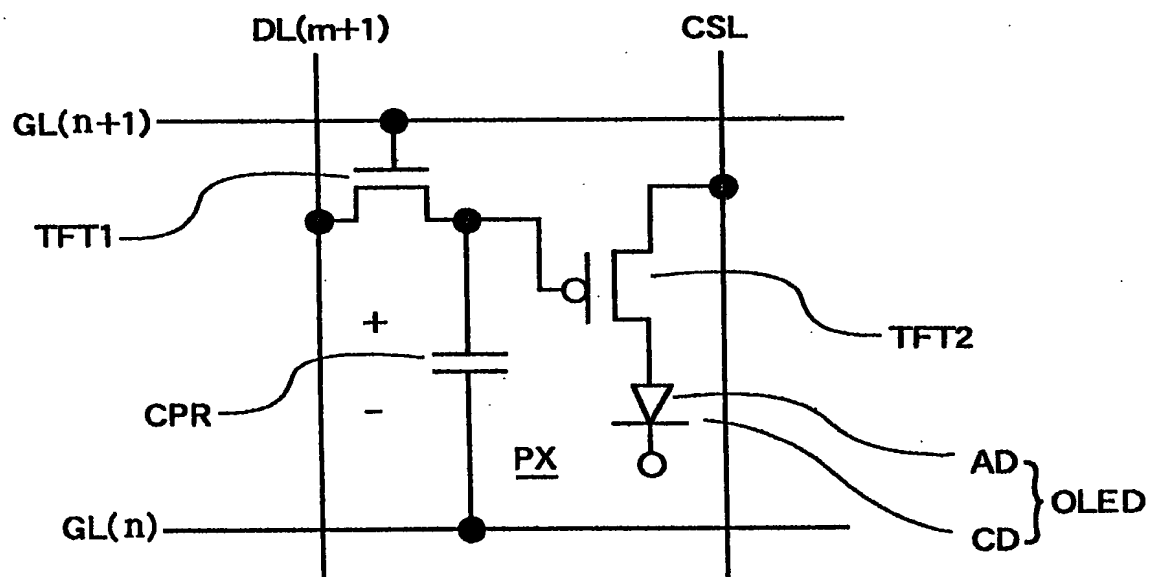 DL(m+1)
CSL
GL(n+1)
TFT1
+
TFT2
CPR
-
PX
AD
OLED
GL(n)
CD